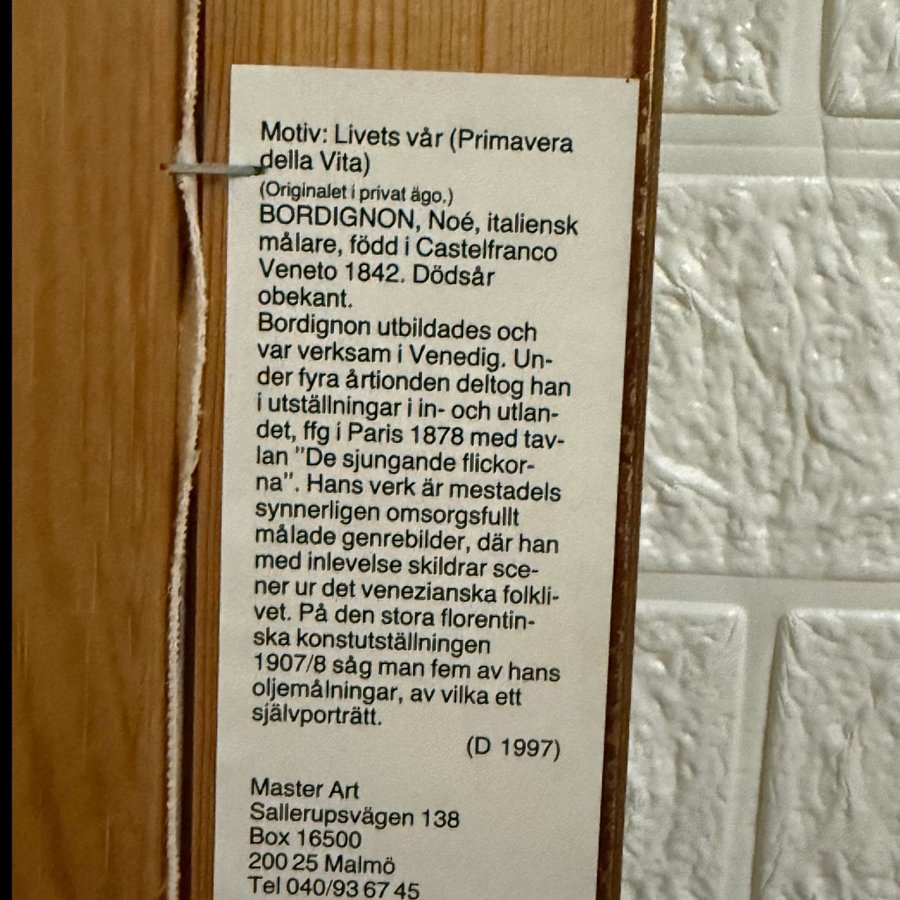 Motiv: Livets vår (Primavera
della Vita)
(Originalet i privat ägo.)
BORDIGNON, Noé, italiensk
målare, född i Castelfranco
Veneto 1842. Dödsår
obekant.
Bordignon utbildades och
var verksam i Venedig. Un-
der fyra årtionden deltog han
i utställningar i in- och utlan-
det, ffg i Paris 1878 med tav-
lan "De sjungande flickor-
na". Hans verk är mestadels
synnerligen omsorgsfullt
målade genrebilder, där han
med inlevelse skildrar sce-
ner ur det venezianska folkli-
vet. På den stora florentin-
ska konstutställningen
1907/8 såg man fem av hans
oljemålningar, av vilka ett
självporträtt.
(D 1997)
Master Art
Sallerupsvägen 138
Box 16500
200 25 Malmö
Tel 040/93 67 45